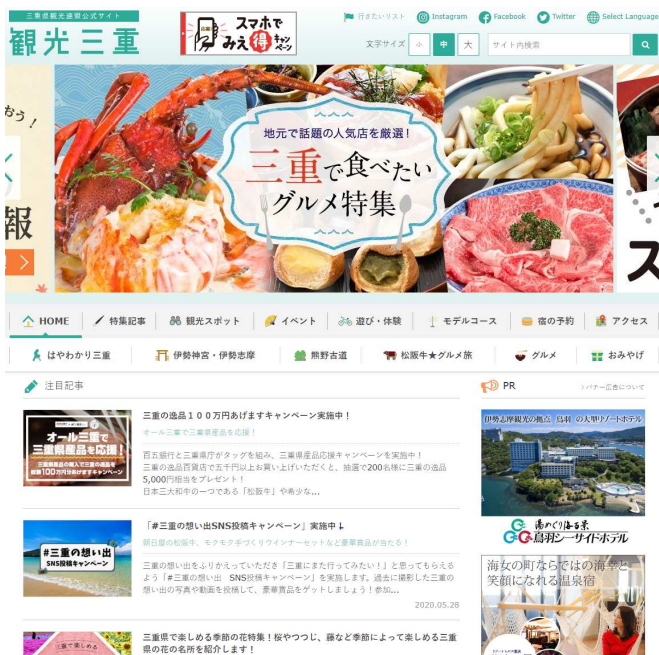 三重県観光連盟公式サイト
観光三重
スマホで
みえ得キャンペーン
行きたいリスト
Instagram
Facebook
Twitter
Select Language
文字サイズ
小
中
大
サイト内検索
おう!
報
地元で話題の人気店を厳選!
三重で食べたい
グルメ特集
ス
HOME
特集記事
観光スポット
イベント
遊び・体験
モデルコース
宿の予約
アクセス
はやわかり三重
伊勢神宮・伊勢志摩
熊野古道
松阪牛★グルメ旅
グルメ
おみやげ
注目記事
オール三重で
三重県産品を応援!
三重の逸品100万円あげますキャンペーン実施中!
オール三重で三重県産品を応援!
百五銀行と三重県庁がタッグを組み、三重県産品応援キャンペーンを実施中!
三重の逸品百貨店で五千円以上お買い上げいただくと、抽選で200名様に三重の逸品
5,000円相当をプレゼント!
日本三大和牛の一つである「松阪牛」や希少な...
#三重の想い出
SNS投稿キャンペーン
「#三重の想い出SNS投稿キャンペーン」実施中↓
朝日屋の松阪牛、モクモク手づくりウインナーセットなど豪華賞品が当たる!
三重の想い出をふりかえっていただき「三重にまた行ってみたい!」と思ってもらえる
よう「#三重の想い出 SNS投稿キャンペーン」を実施します。過去に撮影した三重の
想い出の写真や動画を投稿して、豪華賞品をゲットしましょう!参加...
2020.05.28
三重で楽しめる
三重県で楽しめる季節の花特集!桜やつつじ、藤など季節によって楽しめる三重
県の花の名所を紹介します!
PR
バナー広告について
伊勢志摩観光の拠点 鳥羽 の大型リゾートホテル
湯めぐり海る景
鳥羽シーサイドホテル
海女の町ならではの海幸と
笑顔になれる温泉宿